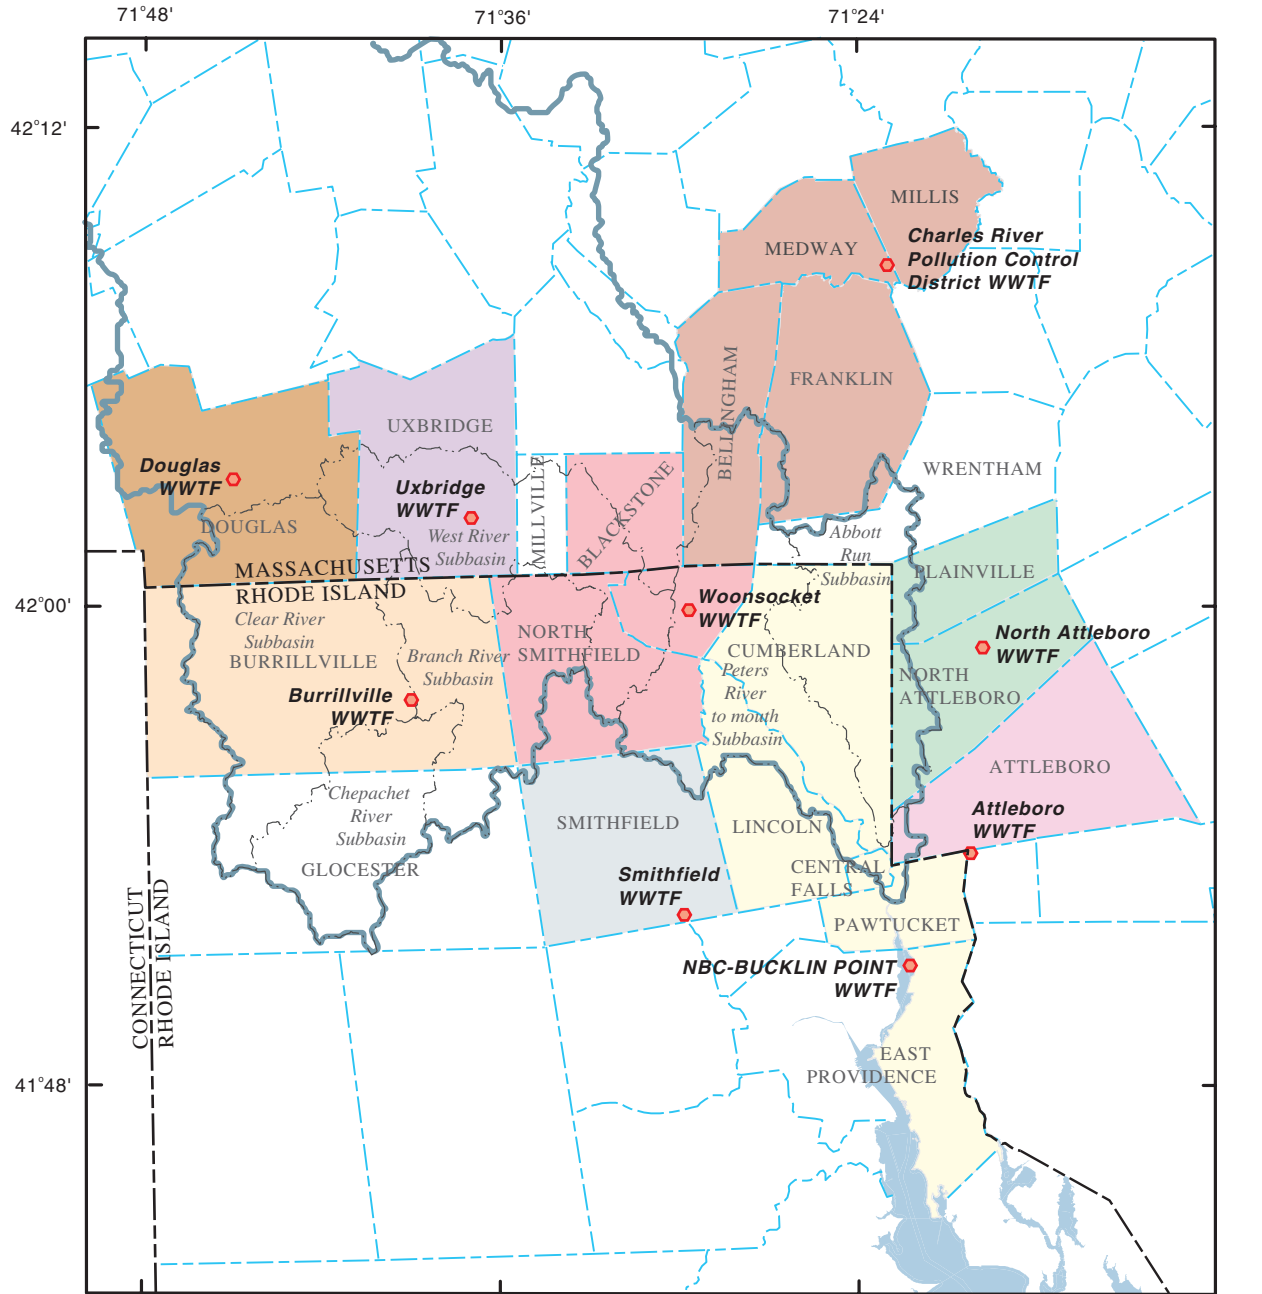 71°48'
71°36'
71°24'
42°12'
MILLIS
Charles River
Pollution Control
District WWTF
MEDWAY
BELLINGHAM
FRANKLIN
UXBRIDGE
WRENTHAM
Douglas
WWTF
Uxbridge
WWTF
MILLVILLE
BLACKSTONE
DOUGLAS
West River
Subbasin
Abbott
Run
Subbasin
MASSACHUSETTS
RHODE ISLAND
PLAINVILLE
42°00'
Woonsocket
WWTF
Clear River
Subbasin
BURRILLVILLE
NORTH
SMITHFIELD
North Attleboro
WWTF
CUMBERLAND
Branch River
Subbasin
Peters
River
to mouth
Subbasin
NORTH
ATTLEBORO
Burrillville
WWTF
ATTLEBORO
Chepachet
River
Subbasin
SMITHFIELD
LINCOLN
Attleboro
WWTF
GLOCESTER
Smithfield
WWTF
CENTRAL
FALLS
PAWTUCKET
CONNECTICUT
RHODE ISLAND
NBC-BUCKLIN POINT
WWTF
EAST
PROVIDENCE
41°48'